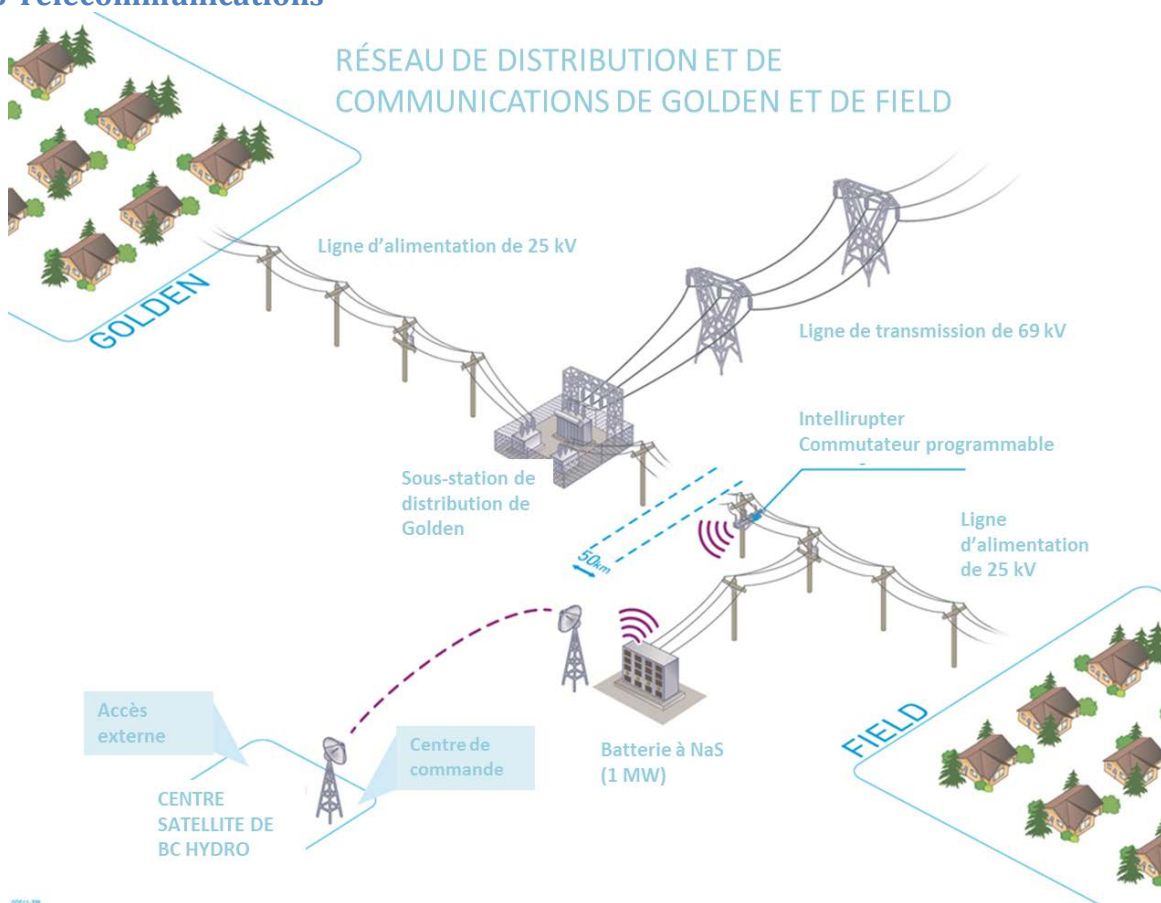 Télécommunications
RÉSEAU DE DISTRIBUTION ET DE
COMMUNICATIONS DE GOLDEN ET DE FIELD
Ligne d'alimentation de 25 kV
GOLDEN
Ligne de transmission de 69 kV
Intellirupter
Commutateur programmable
Sous-station de
distribution de
Golden
50km
Ligne
d'alimentation
de 25 kV
Accès
externe
Centre de
commande
Batterie à NaS
(1 MW)
FIELD
CENTRE
SATELLITE DE
BC HYDRO